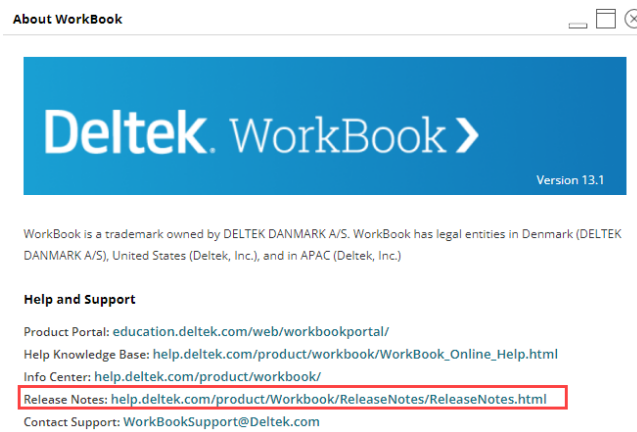 About WorkBook
Deltek. WorkBook
Version 13.1
WorkBook is a trademark owned by DELTEK DANMARK A/S. WorkBook has legal entities in Denmark (DELTEK
DANMARK A/S), United States (Deltek, Inc.), and in APAC (Deltek, Inc.)
Help and Support
Product Portal: education.deltek.com/web/workbookportal/
Help Knowledge Base: help.deltek.com/product/workbook/WorkBook_Online_Help.html
Info Center: help.deltek.com/product/workbook/
Release Notes: help.deltek.com/product/Workbook/ReleaseNotes/ReleaseNotes.html
Contact Support: WorkBookSupport@Deltek.com